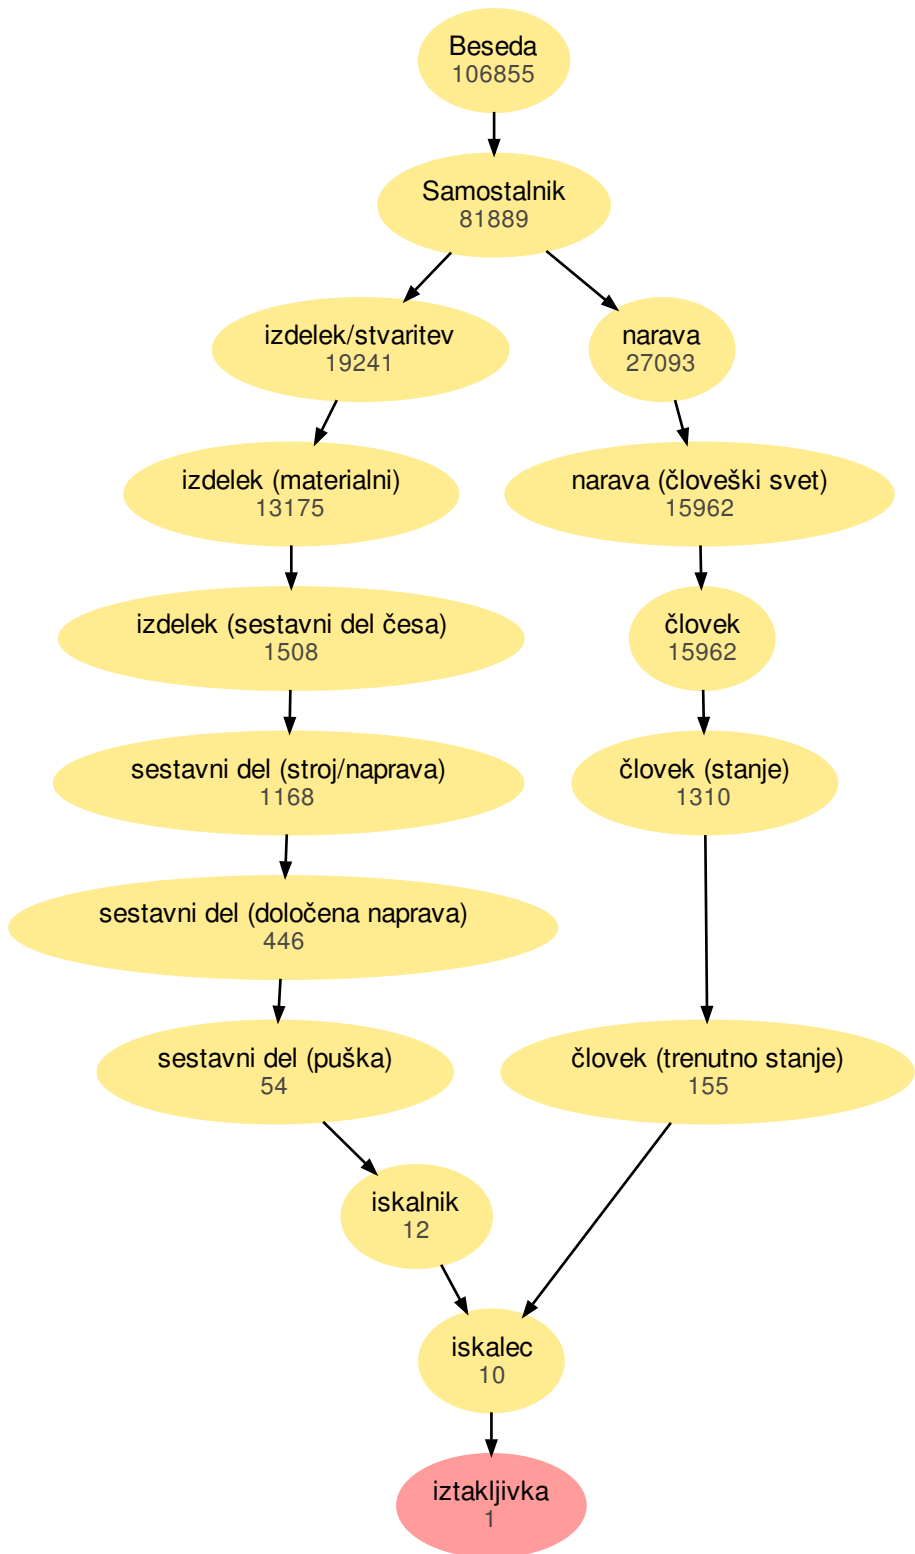 Beseda
106855
Samostalnik
81889
izdelek/stvaritev
19241
narava
27093
izdelek (materialni)
13175
narava (človeški svet)
15962
izdelek (sestavni del česa)
1508
človek
15962
sestavni del (stroj/naprava)
1168
človek (stanje)
1310
sestavni del (določena naprava)
446
sestavni del (puška)
54
človek (trenutno stanje)
155
iskalnik
12
iskalec
10
iztakljivka
1